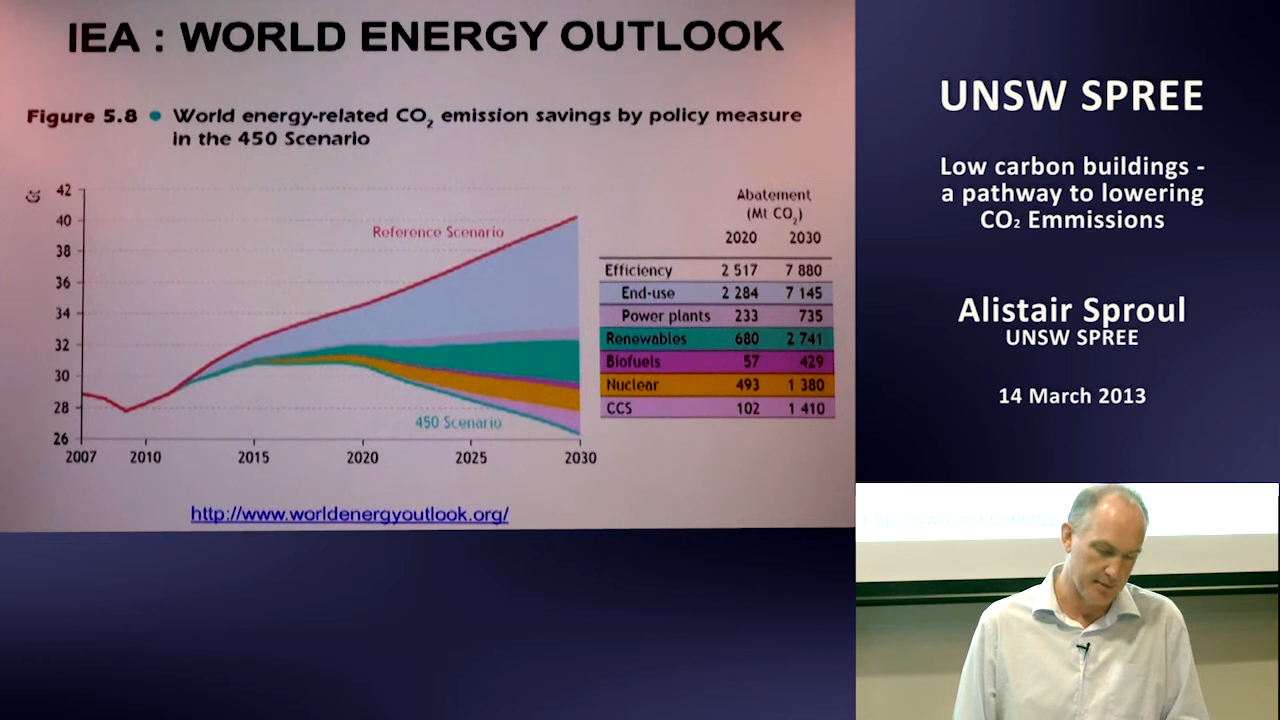 IEA : WORLD ENERGY OUTLOOK
Figure 5.8 • World energy-related CO₂ emission savings by policy measure
in the 450 Scenario
Gt
42
40
38
36
34
32
30
28
26
2007 2010 2015 2020 2025 2030
Reference Scenario
450 Scenario
Abatement
(Mt CO₂)
2020 2030
Efficiency 2 517 7 880
End-use 2 284 7 145
Power plants 233 735
Renewables 680 2 741
Biofuels 57 429
Nuclear 493 1 380
CCS 102 1 410
http://www.worldenergyoutlook.org/
UNSW SPREE
Low carbon buildings -
a pathway to lowering
CO₂ Emmissions
Alistair Sproul
UNSW SPREE
14 March 2013